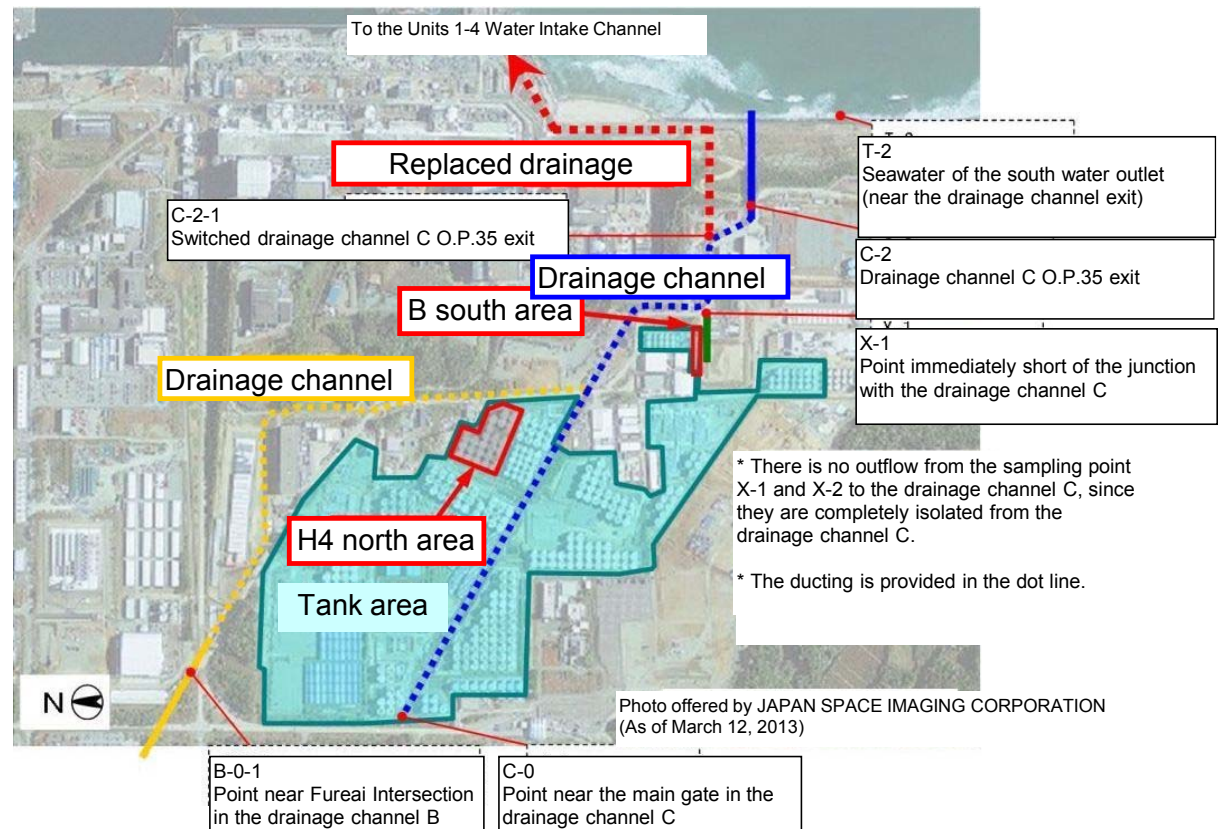 To the Units 1-4 Water Intake Channel
Replaced drainage
T-2
Seawater of the south water outlet
(near the drainage channel exit)
C-2-1
Switched drainage channel C O.P.35 exit
C-2
Drainage channel C O.P.35 exit
Drainage channel
B south area
X-1
Point immediately short of the junction
with the drainage channel C
Drainage channel
* There is no outflow from the sampling point
X-1 and X-2 to the drainage channel C, since
they are completely isolated from the
drainage channel C.
* The ducting is provided in the dot line.
H4 north area
Tank area
N
Photo offered by JAPAN SPACE IMAGING CORPORATION
(As of March 12, 2013)
B-0-1
Point near Fureai Intersection
in the drainage channel B
C-0
Point near the main gate in the
drainage channel C